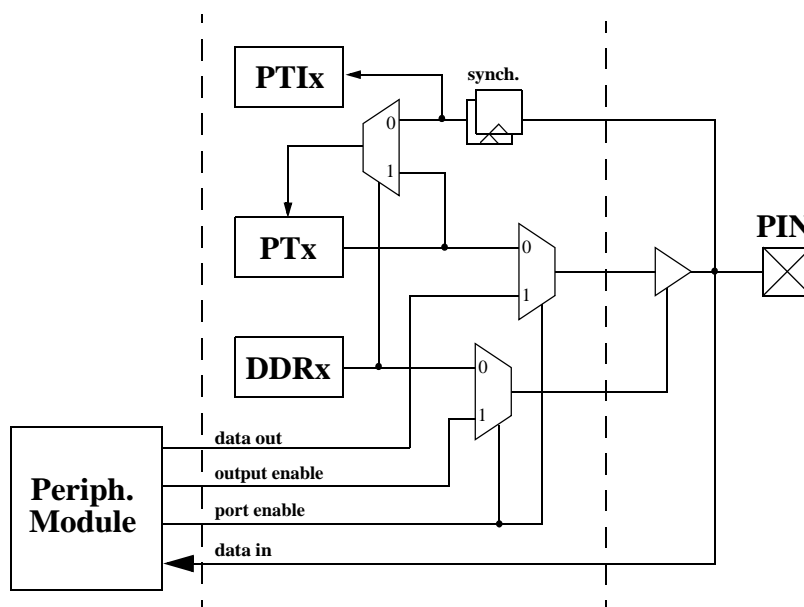 PTIx
synch.
0
1
PTx
PIN
0
1
DDRx
0
1
data out
output enable
port enable
data in
Periph.
Module